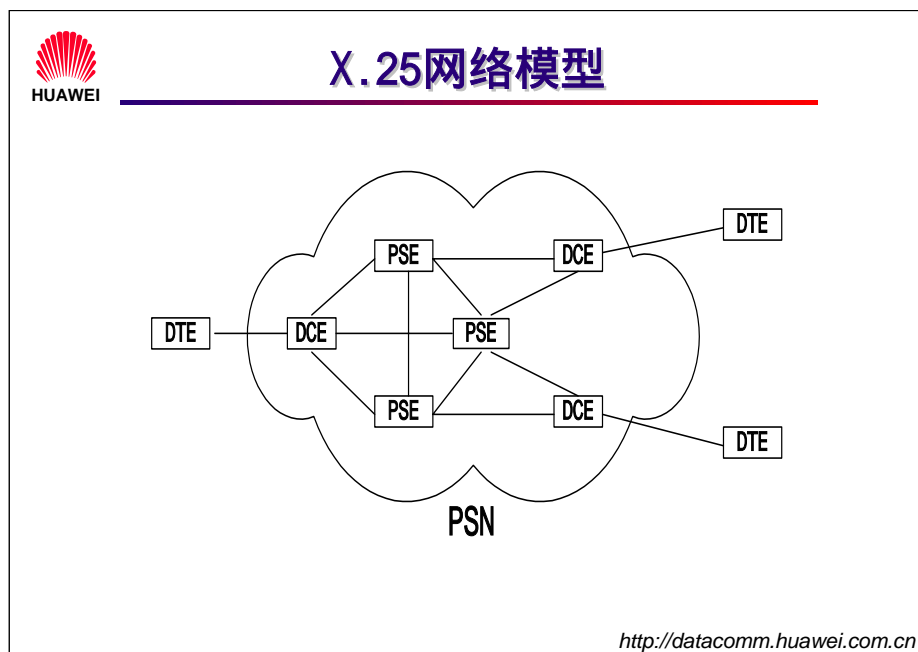 X.25网络模型
HUAWEI
DTE
PSE
DCE
DTE
DCE
PSE
PSE
DCE
DTE
PSN
http://datacomm.huawei.com.cn